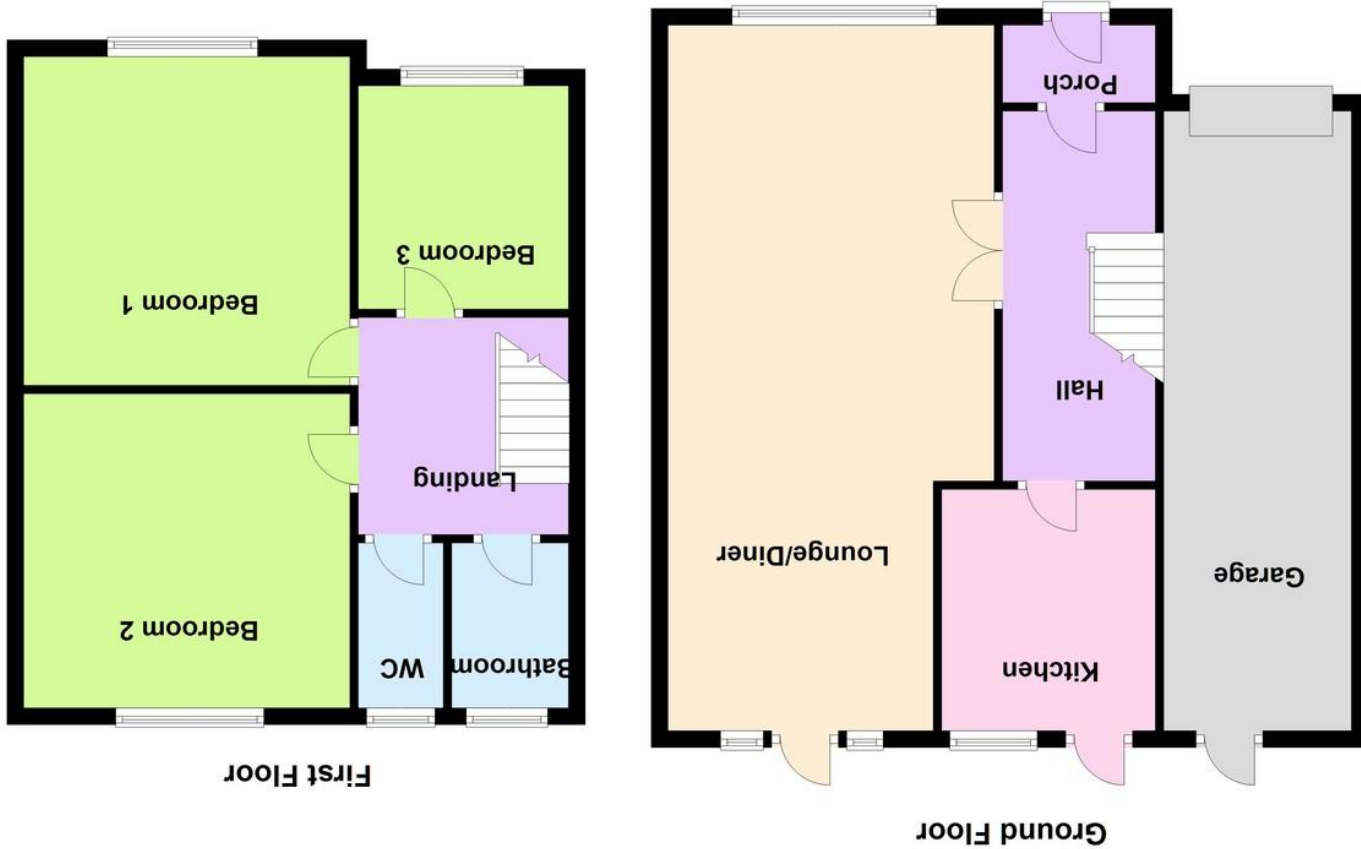 Ground Floor
Garage
Kitchen
Lounge/Diner
Hall
Porch
First Floor
Bathroom
WC
Bedroom 2
Landing
Bedroom 1
Bedroom 3